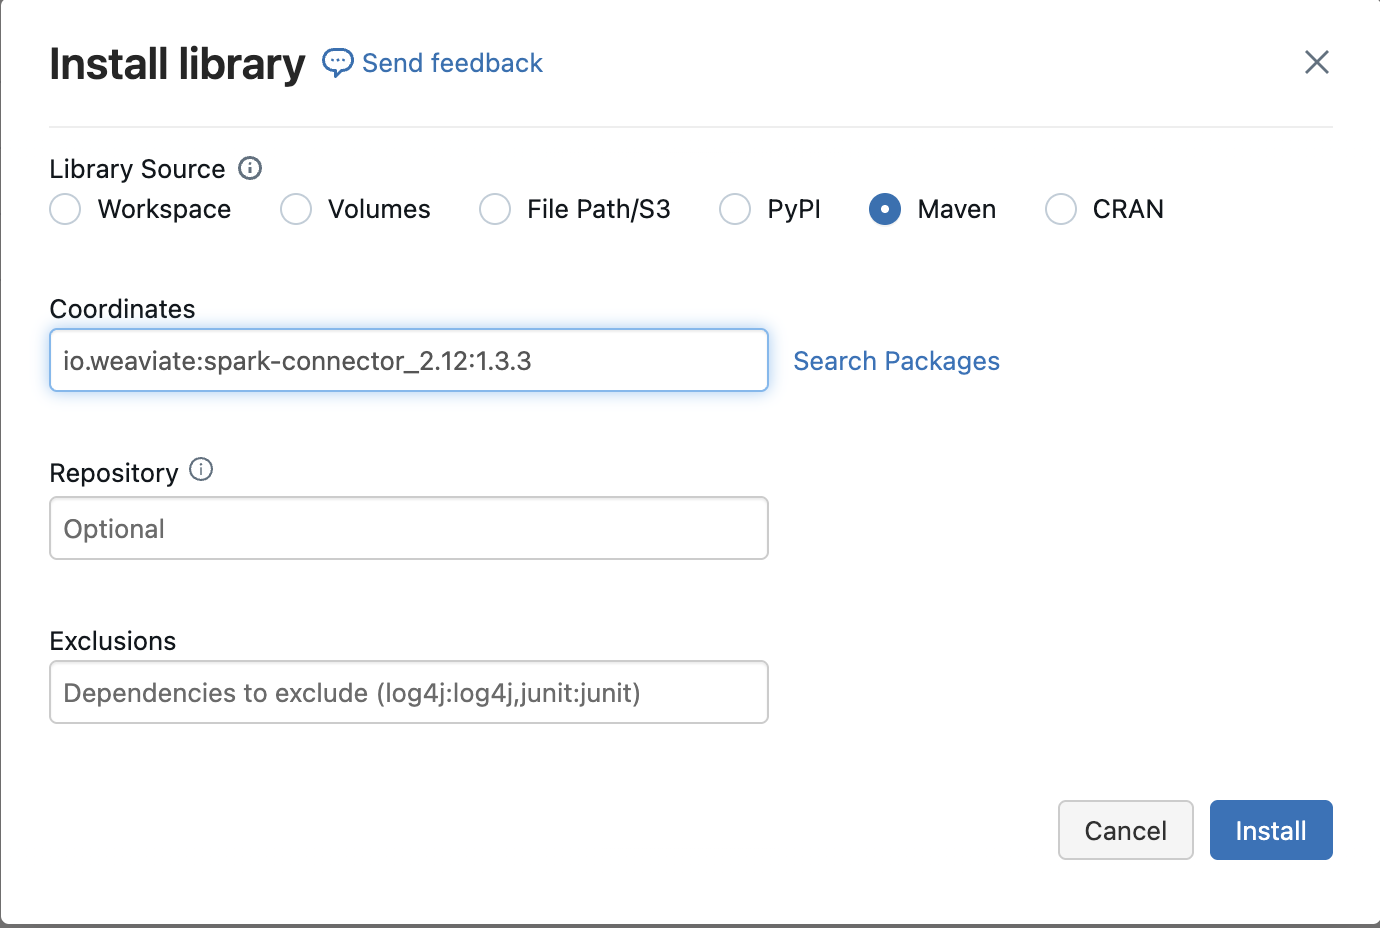 Install library Send feedback
Library Source
Workspace Volumes File Path/S3 PyPI Maven CRAN
Coordinates
io.weaviate:spark-connector_2.12:1.3.3 Search Packages
Repository
Optional
Exclusions
Dependencies to exclude (log4j:log4j,junit:junit)
Cancel Install